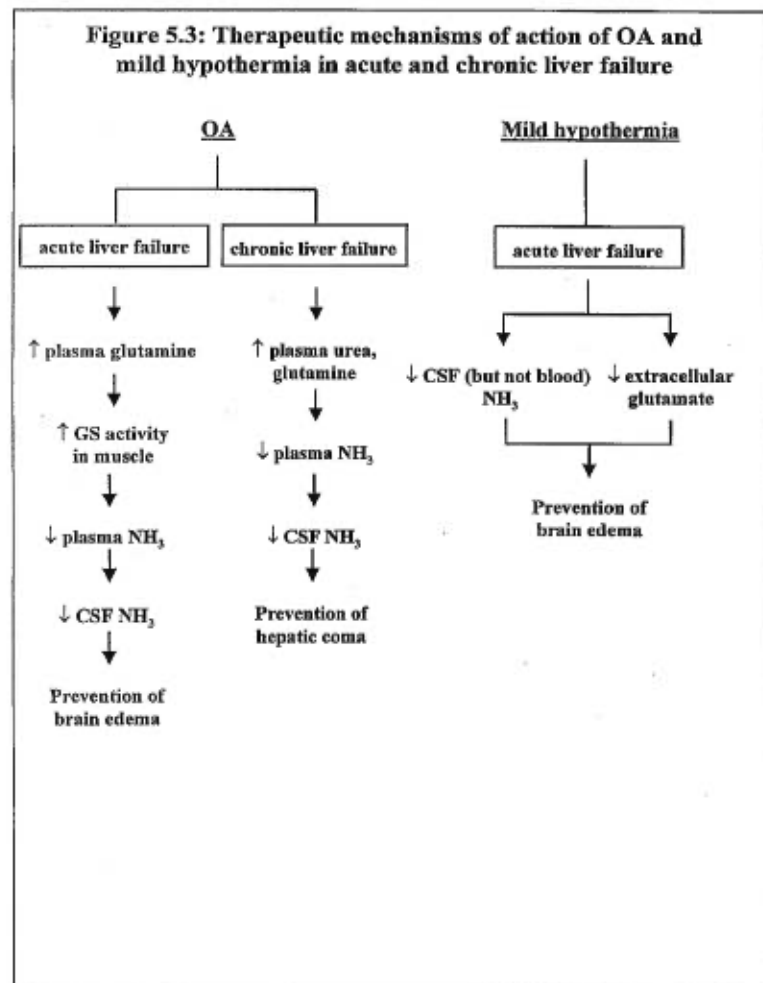 Figure 5.3: Therapeutic mechanisms of action of OA and
mild hypothermia in acute and chronic liver failure
OA
acute liver failure
↑ plasma glutamine
↑ GS activity
in muscle
↓ plasma NH₃
↓ CSF NH₃
Prevention of
brain edema
chronic liver failure
↑ plasma urea,
glutamine
↓ plasma NH₃
↓ CSF NH₃
Prevention of
hepatic coma
Mild hypothermia
acute liver failure
↓ CSF (but not blood)
NH₃
↓ extracellular
glutamate
Prevention of
brain edema